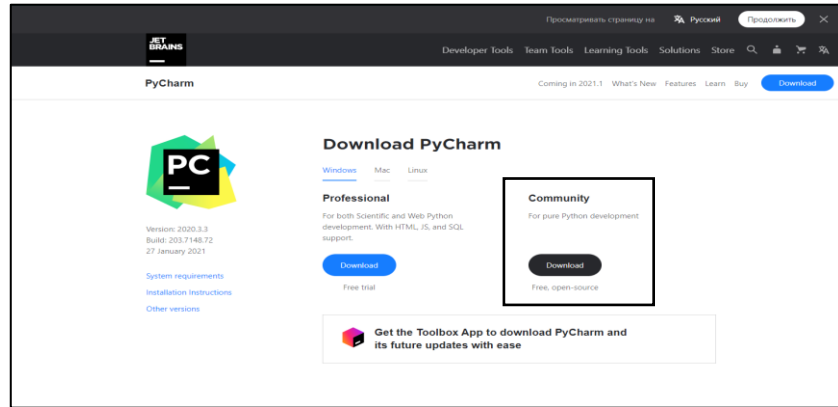 Просматривать страницу на Русский Продолжить
JET
BRAINS
Developer Tools Team Tools Learning Tools Solutions Store
PyCharm
Coming in 2021.1 What's New Features Learn Buy Download
PC
Version: 2020.3.3
Build: 203.7148.72
27 January 2021
System requirements
Installation Instructions
Other versions
Download PyCharm
Windows Mac Linux
Professional
For both Scientific and Web Python
development. With HTML, JS, and SQL
support.
Download
Free trial
Community
For pure Python development
Download
Free, open-source
Get the Toolbox App to download PyCharm and
its future updates with ease